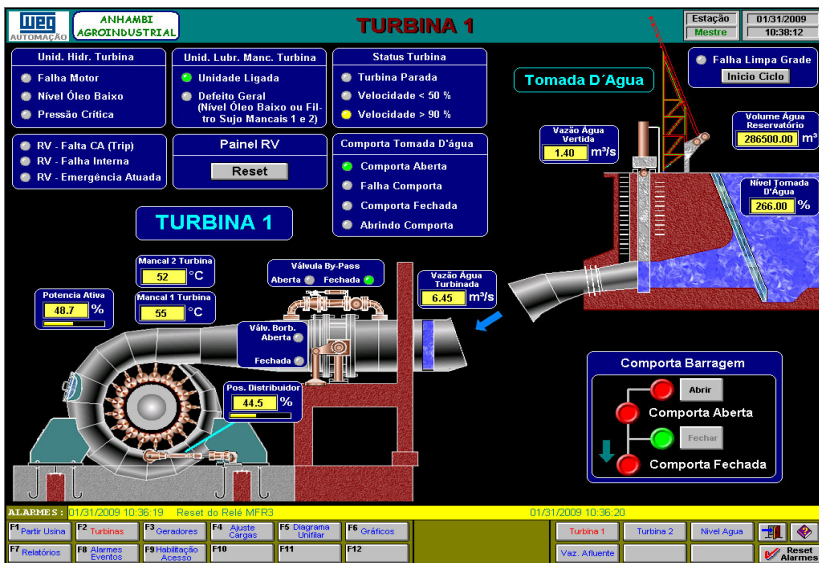 weg
AUTOMAÇÃO
ANHAMBI
AGROINDUSTRIAL
TURBINA 1
Estação
Mestre
01/31/2009
10:38:12
Unid. Hidr. Turbina
Falha Motor
Nível Óleo Baixo
Pressão Crítica
Unid. Lubr. Manc. Turbina
Unidade Ligada
Defeito Geral
(Nível Óleo Baixo ou Fil-
tro Sujo Mancais 1 e 2)
Status Turbina
Turbina Parada
Velocidade < 50 %
Velocidade > 90 %
Tomada D´Agua
Falha Limpa Grade
Inicio Ciclo
RV - Falta CA (Trip)
RV - Falha Interna
RV - Emergência Atuada
Painel RV
Reset
Comporta Tomada D'água
Comporta Aberta
Falha Comporta
Comporta Fechada
Abrindo Comporta
Vazão Água
Vertida
1.40 m³/s
Volume Água
Reservatório
286500.00 m³
Nível Tomada
D'Água
266.00 %
TURBINA 1
Mancal 2 Turbina
52 °C
Mancal 1 Turbina
55 °C
Potencia Ativa
48.7 %
Válvula By-Pass
Aberta Fechada
Vazão Água
Turbinada
6.45 m³/s
Válv. Borb.
Aberta
Fechada
Pos. Distribuidor
44.5 %
Comporta Barragem
Abrir
Comporta Aberta
Fechar
Comporta Fechada
ALARMES : 01/31/2009 10:36:19 Reset do Relé MFR3 01/31/2009 10:36:20
F1 Partir Usina
F2 Turbinas
F3 Geradores
F4 Ajuste
Cargas
F5 Diagrama
Unifilar
F6 Gráficos
Turbina 1
Turbina 2
Nivel Agua
F7 Relatórios
F8 Alarmes
Eventos
F9 Habilitação
Acesso
F10
F11
F12
Vaz. Afluente
Reset
Alarmes